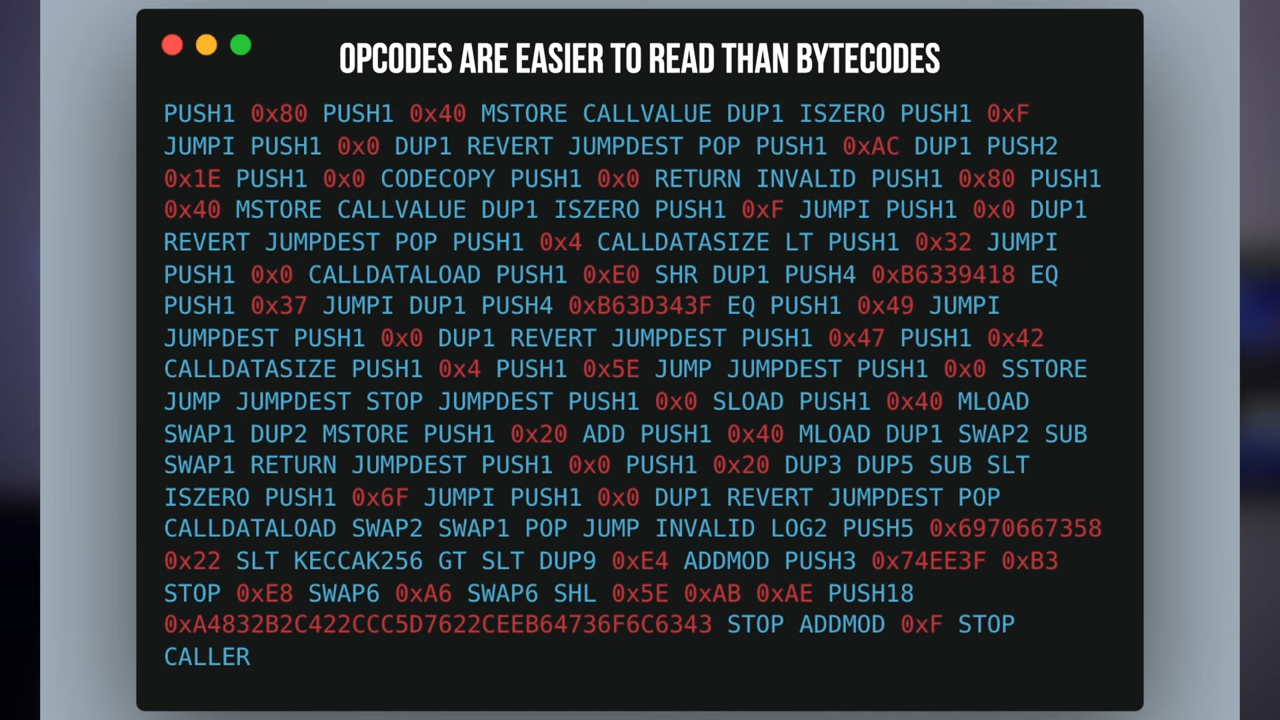 OPCODES ARE EASIER TO READ THAN BYTECODES
PUSH1 0x80 PUSH1 0x40 MSTORE CALLVALUE DUP1 ISZERO PUSH1 0xF
JUMPI PUSH1 0x0 DUP1 REVERT JUMPDEST POP PUSH1 0xAC DUP1 PUSH2
0x1E PUSH1 0x0 CODECOPY PUSH1 0x0 RETURN INVALID PUSH1 0x80 PUSH1
0x40 MSTORE CALLVALUE DUP1 ISZERO PUSH1 0xF JUMPI PUSH1 0x0 DUP1
REVERT JUMPDEST POP PUSH1 0x4 CALLDATASIZE LT PUSH1 0x32 JUMPI
PUSH1 0x0 CALLDATALOAD PUSH1 0xE0 SHR DUP1 PUSH4 0xB6339418 EQ
PUSH1 0x37 JUMPI DUP1 PUSH4 0xB63D343F EQ PUSH1 0x49 JUMPI
JUMPDEST PUSH1 0x0 DUP1 REVERT JUMPDEST PUSH1 0x47 PUSH1 0x42
CALLDATASIZE PUSH1 0x4 PUSH1 0x5E JUMP JUMPDEST PUSH1 0x0 SSTORE
JUMP JUMPDEST STOP JUMPDEST PUSH1 0x0 SLOAD PUSH1 0x40 MLOAD
SWAP1 DUP2 MSTORE PUSH1 0x20 ADD PUSH1 0x40 MLOAD DUP1 SWAP2 SUB
SWAP1 RETURN JUMPDEST PUSH1 0x0 PUSH1 0x20 DUP3 DUP5 SUB SLT
ISZERO PUSH1 0x6F JUMPI PUSH1 0x0 DUP1 REVERT JUMPDEST POP
CALLDATALOAD SWAP2 SWAP1 POP JUMP INVALID LOG2 PUSH5 0x6970667358
0x22 SLT KECCAK256 GT SLT DUP9 0xE4 ADDMOD PUSH3 0x74EE3F 0xB3
STOP 0xE8 SWAP6 0xA6 SWAP6 SHL 0x5E 0xAB 0xAE PUSH18
0xA4832B2C422CCC5D7622CEEB64736F6C6343 STOP ADDMOD 0xF STOP
CALLER